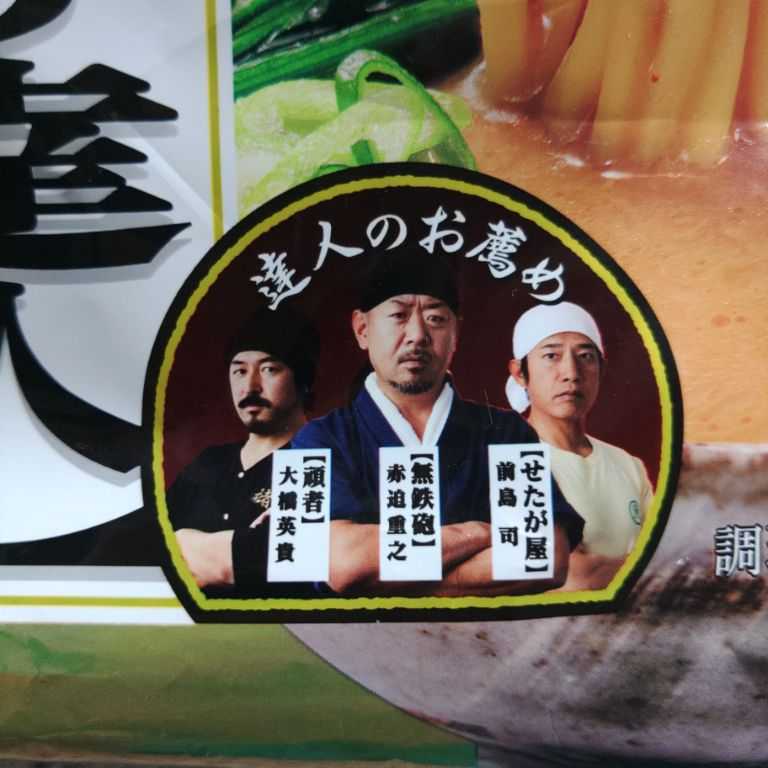 達人のお薦め
【せたが屋】
前島 司
【無鉄砲】
赤迫重之
【頑者】
大橋英貴
調